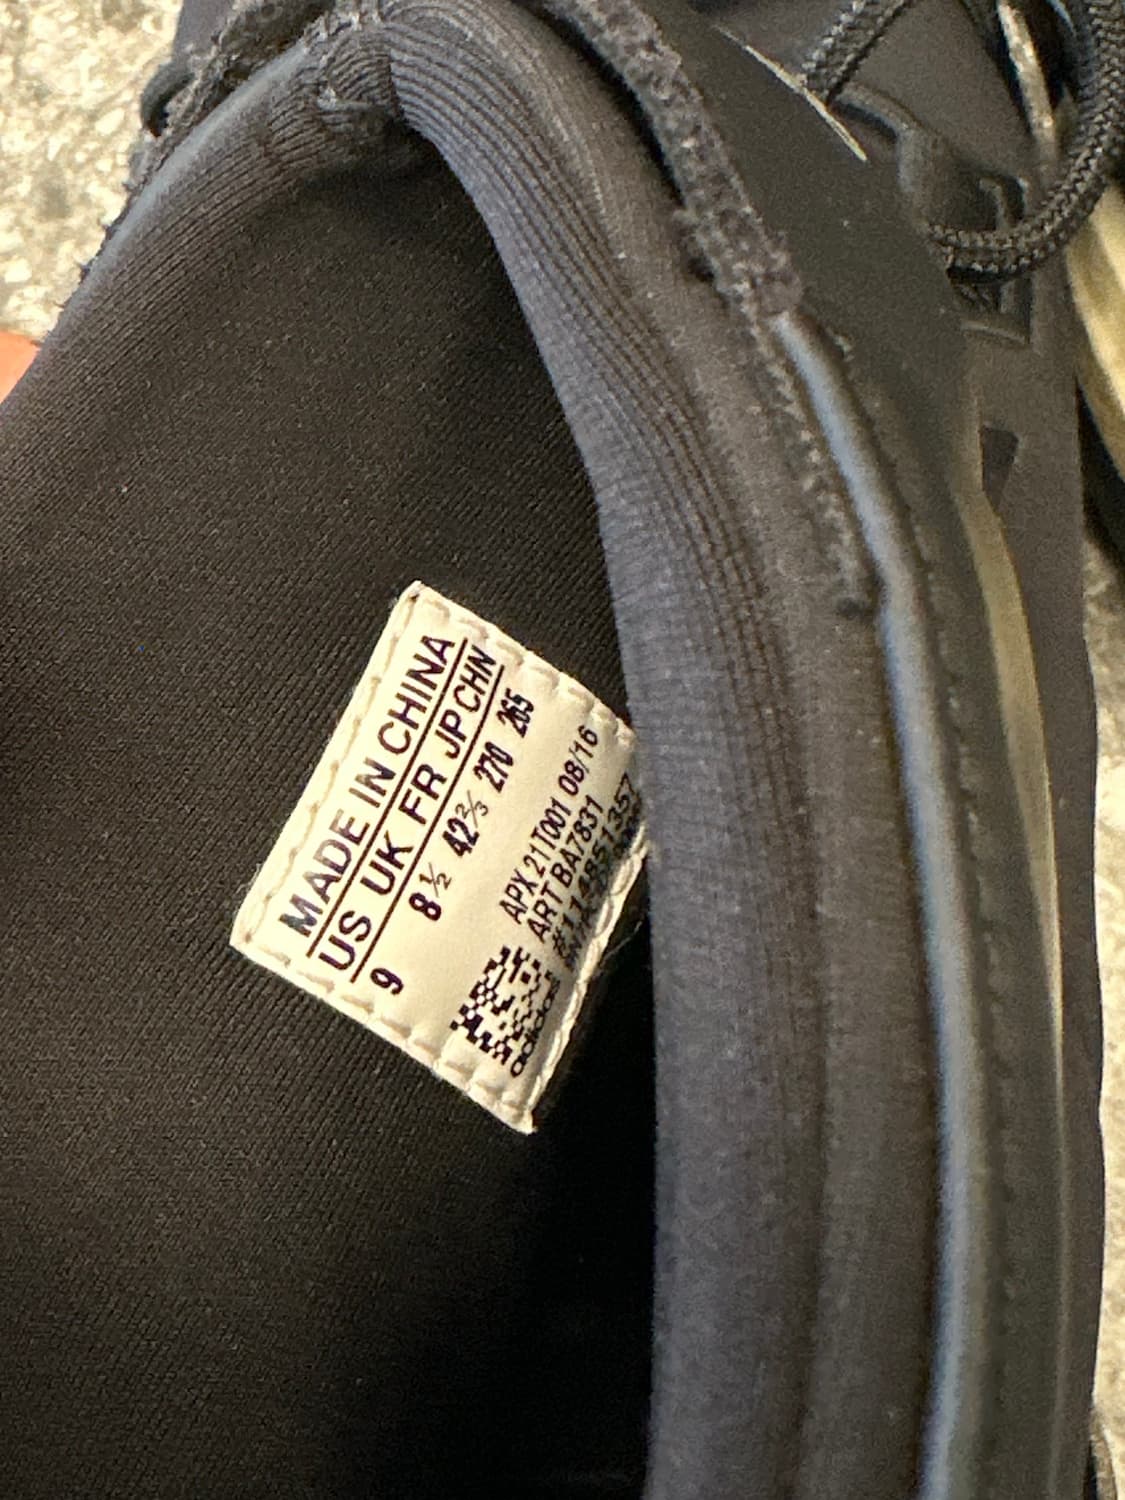 MADE IN CHINA
US UK FR JP CHN
9 8½ 42⅔ 270 265
APX 211001 08/16
ART BA7831
adidas